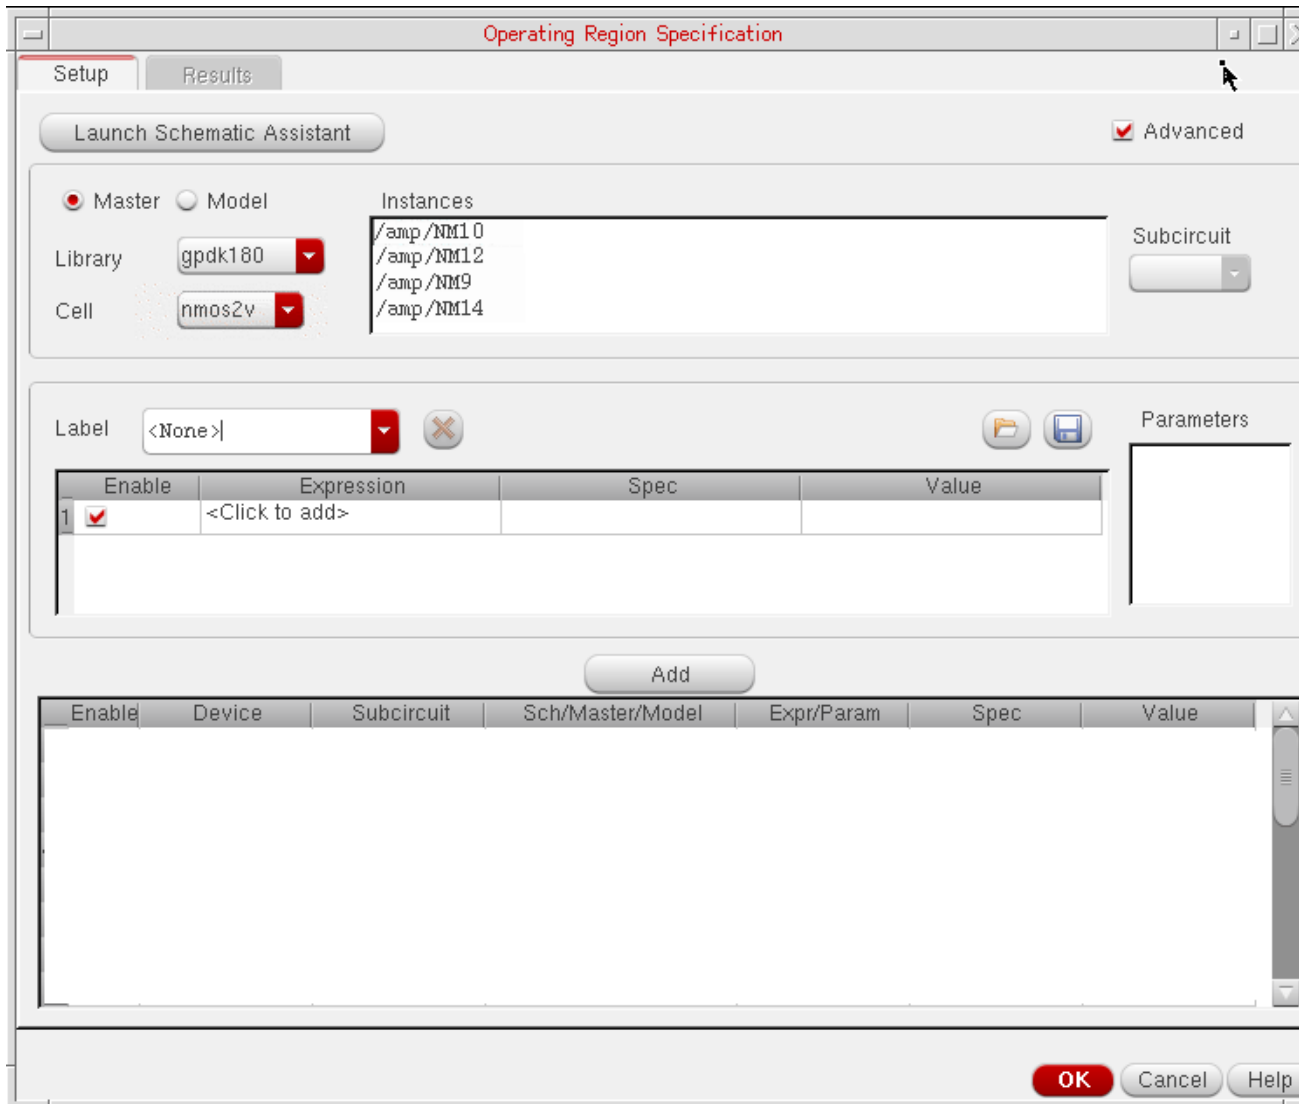 Operating Region Specification
Setup Results
Launch Schematic Assistant Advanced
Master Model Instances
Library gpdk180 /amp/NM10 Subcircuit
/amp/NM12
Cell nmos2v /amp/NM9
/amp/NM14
Label <None> Parameters
Enable Expression Spec Value
1 <Click to add>
Add
Enable Device Subcircuit Sch/Master/Model Expr/Param Spec Value
OK Cancel Help